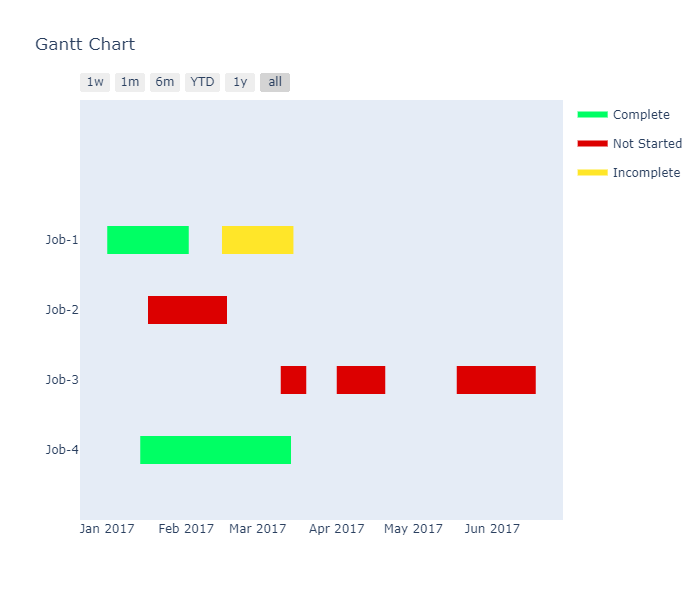 Gantt Chart
1w 1m 6m YTD 1y all
Complete
Not Started
Incomplete
Job-1
Job-2
Job-3
Job-4
Jan 2017 Feb 2017 Mar 2017 Apr 2017 May 2017 Jun 2017